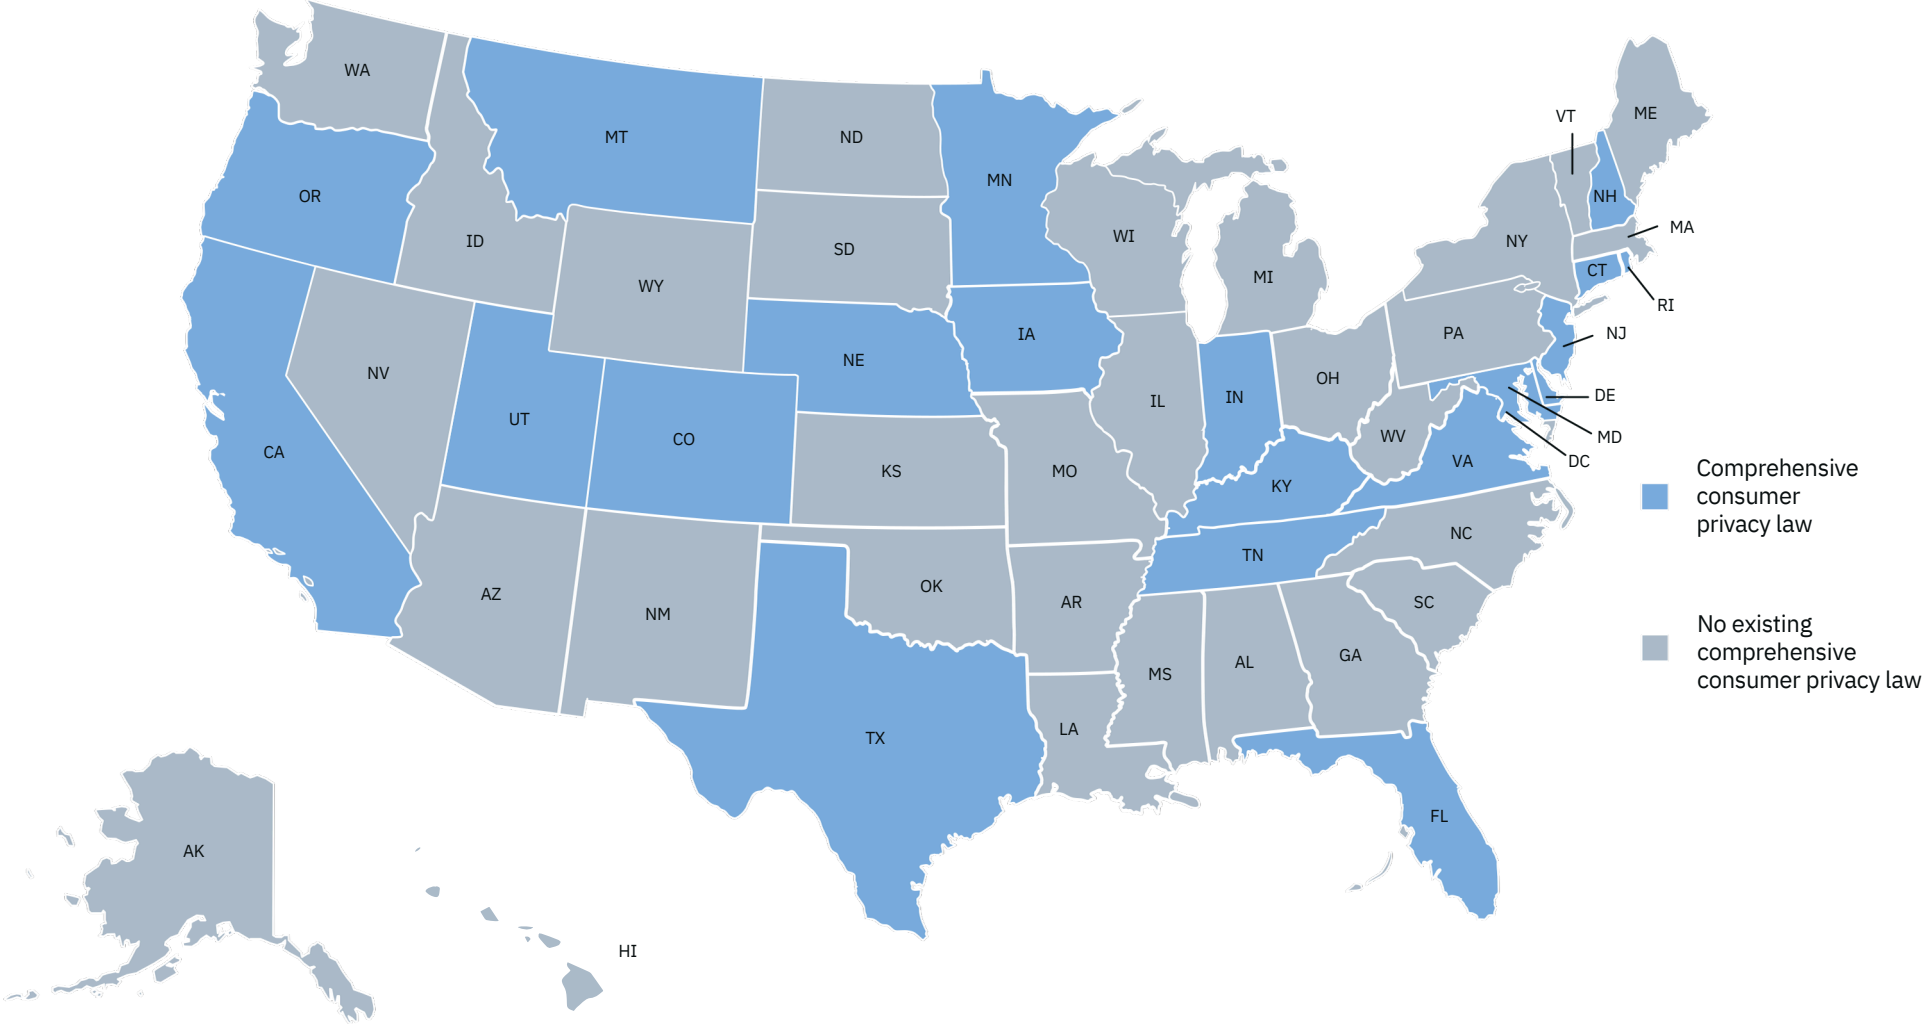 WA
MT
ND
MN
VT
ME
OR
ID
SD
WI
NH
NY
MA
WY
MI
CT
RI
IA
PA
NJ
NE
NV
OH
IN
IL
DE
UT
CO
WV
MD
CA
DC
KS
MO
VA
KY
NC
TN
OK
AZ
NM
AR
SC
GA
MS
AL
LA
TX
FL
AK
HI
Comprehensive
consumer
privacy law
No existing
comprehensive
consumer privacy law